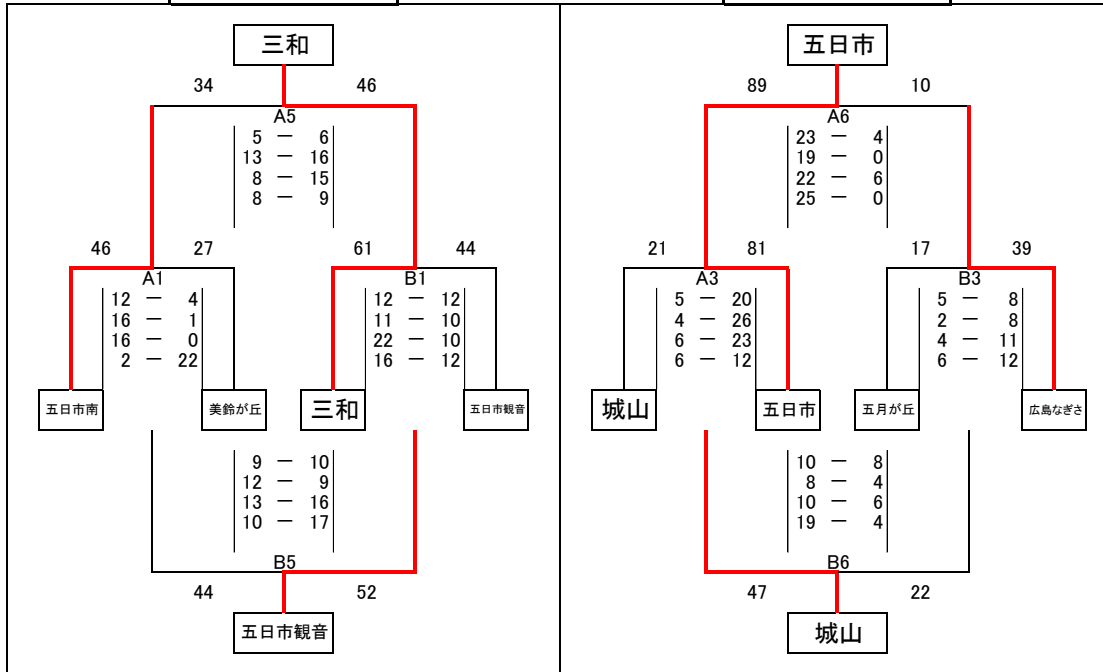 三和
34 46
A5
5 － 6
13 － 16
8 － 15
8 － 9
46 27
A1
12 － 4
16 － 1
16 － 0
2 － 22
61 44
B1
12 － 12
11 － 10
22 － 10
16 － 12
五日市南
美鈴が丘
三和
五日市観音
9 － 10
12 － 9
13 － 16
10 － 17
B5
44 52
五日市観音
五日市
89 10
A6
23 － 4
19 － 0
22 － 6
25 － 0
21 81
A3
5 － 20
4 － 26
6 － 23
6 － 12
17 39
B3
5 － 8
2 － 8
4 － 11
6 － 12
城山
五日市
五月が丘
広島なぎさ
10 － 8
8 － 4
10 － 6
19 － 4
B6
47 22
城山